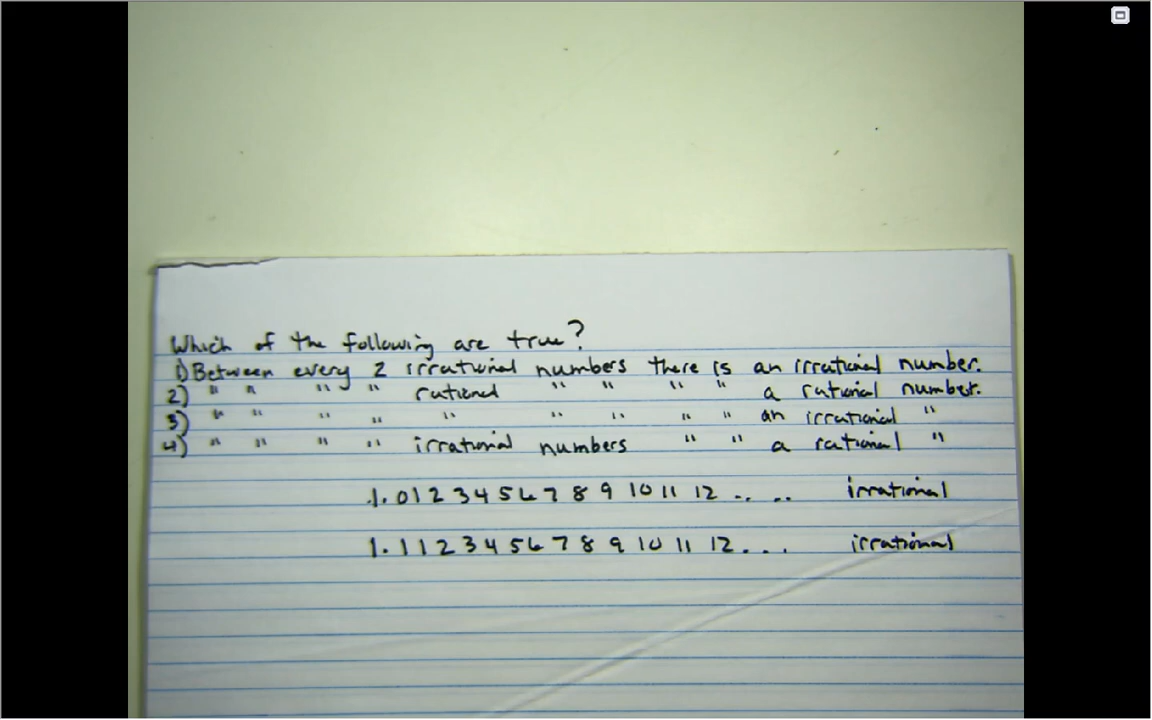 Which of the following are true?
1) Between every 2 irrational numbers there is an irrational number.
2) " " " " rational " " " " a rational number.
3) " " " " " " " " " an irrational "
4) " " " " irrational numbers " " a rational "
1.0123456789101112.. .. irrational
1.1123456789101112... irrational